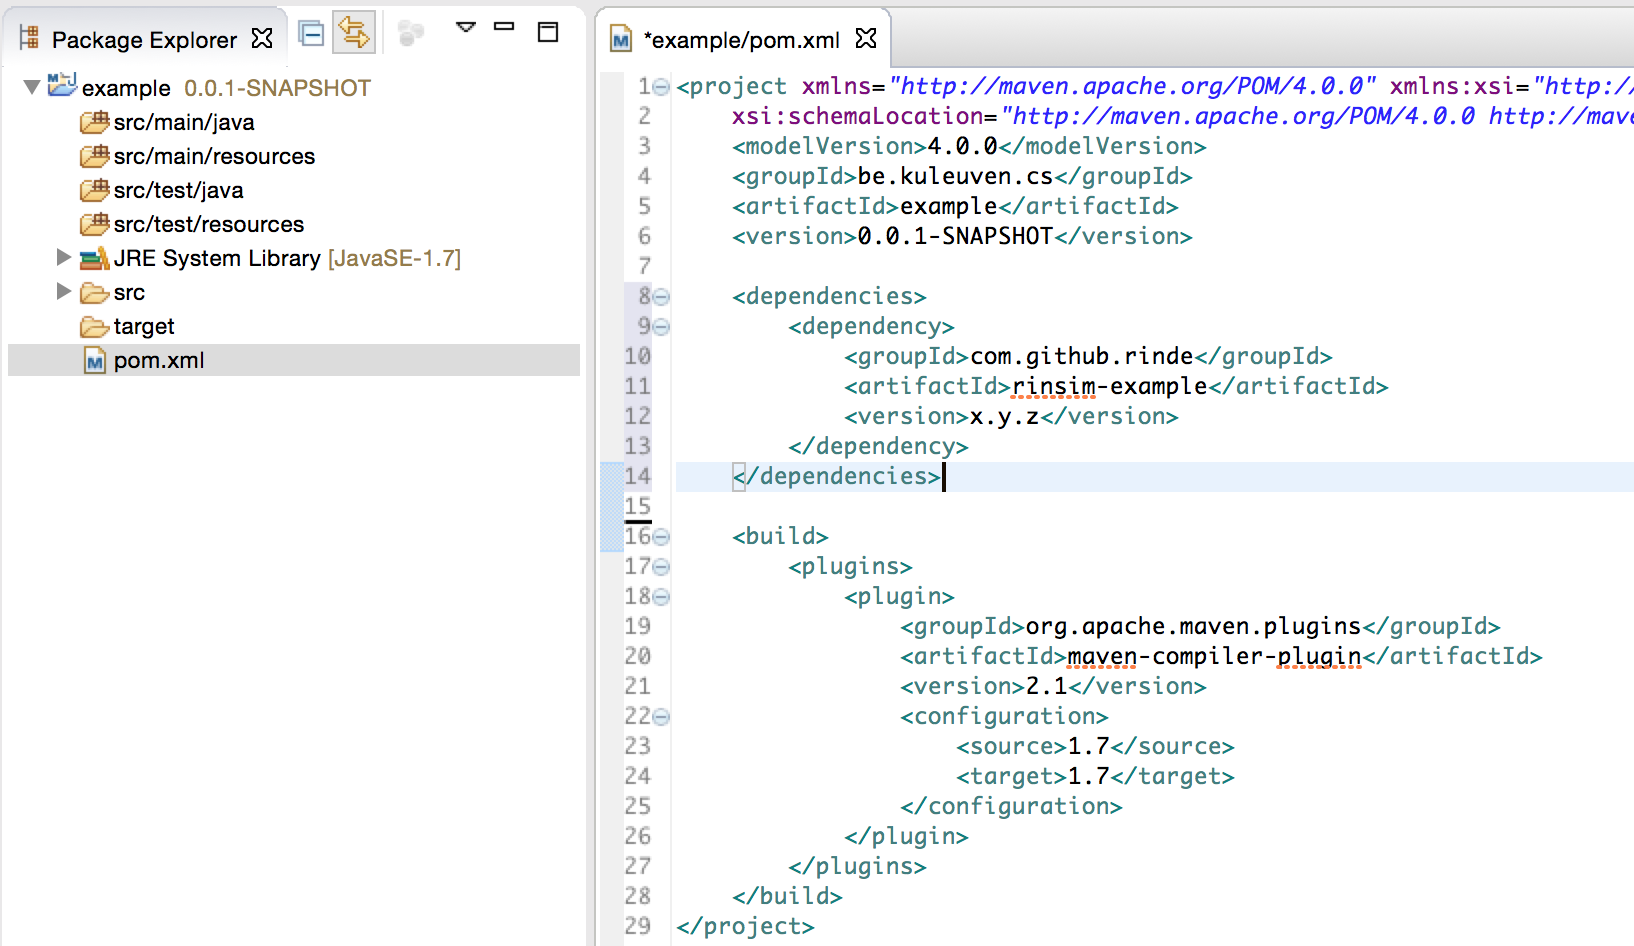 Package Explorer
example 0.0.1-SNAPSHOT
src/main/java
src/main/resources
src/test/java
src/test/resources
JRE System Library [JavaSE-1.7]
src
target
pom.xml
*example/pom.xml
1 <project xmlns="http://maven.apache.org/POM/4.0.0" xmlns:xsi="http:/
2 xsi:schemaLocation="http://maven.apache.org/POM/4.0.0 http://mave
3 <modelVersion>4.0.0</modelVersion>
4 <groupId>be.kuleuven.cs</groupId>
5 <artifactId>example</artifactId>
6 <version>0.0.1-SNAPSHOT</version>
7
8 <dependencies>
9 <dependency>
10 <groupId>com.github.rinde</groupId>
11 <artifactId>rinsim-example</artifactId>
12 <version>x.y.z</version>
13 </dependency>
14 </dependencies>
15
16 <build>
17 <plugins>
18 <plugin>
19 <groupId>org.apache.maven.plugins</groupId>
20 <artifactId>maven-compiler-plugin</artifactId>
21 <version>2.1</version>
22 <configuration>
23 <source>1.7</source>
24 <target>1.7</target>
25 </configuration>
26 </plugin>
27 </plugins>
28 </build>
29 </project>